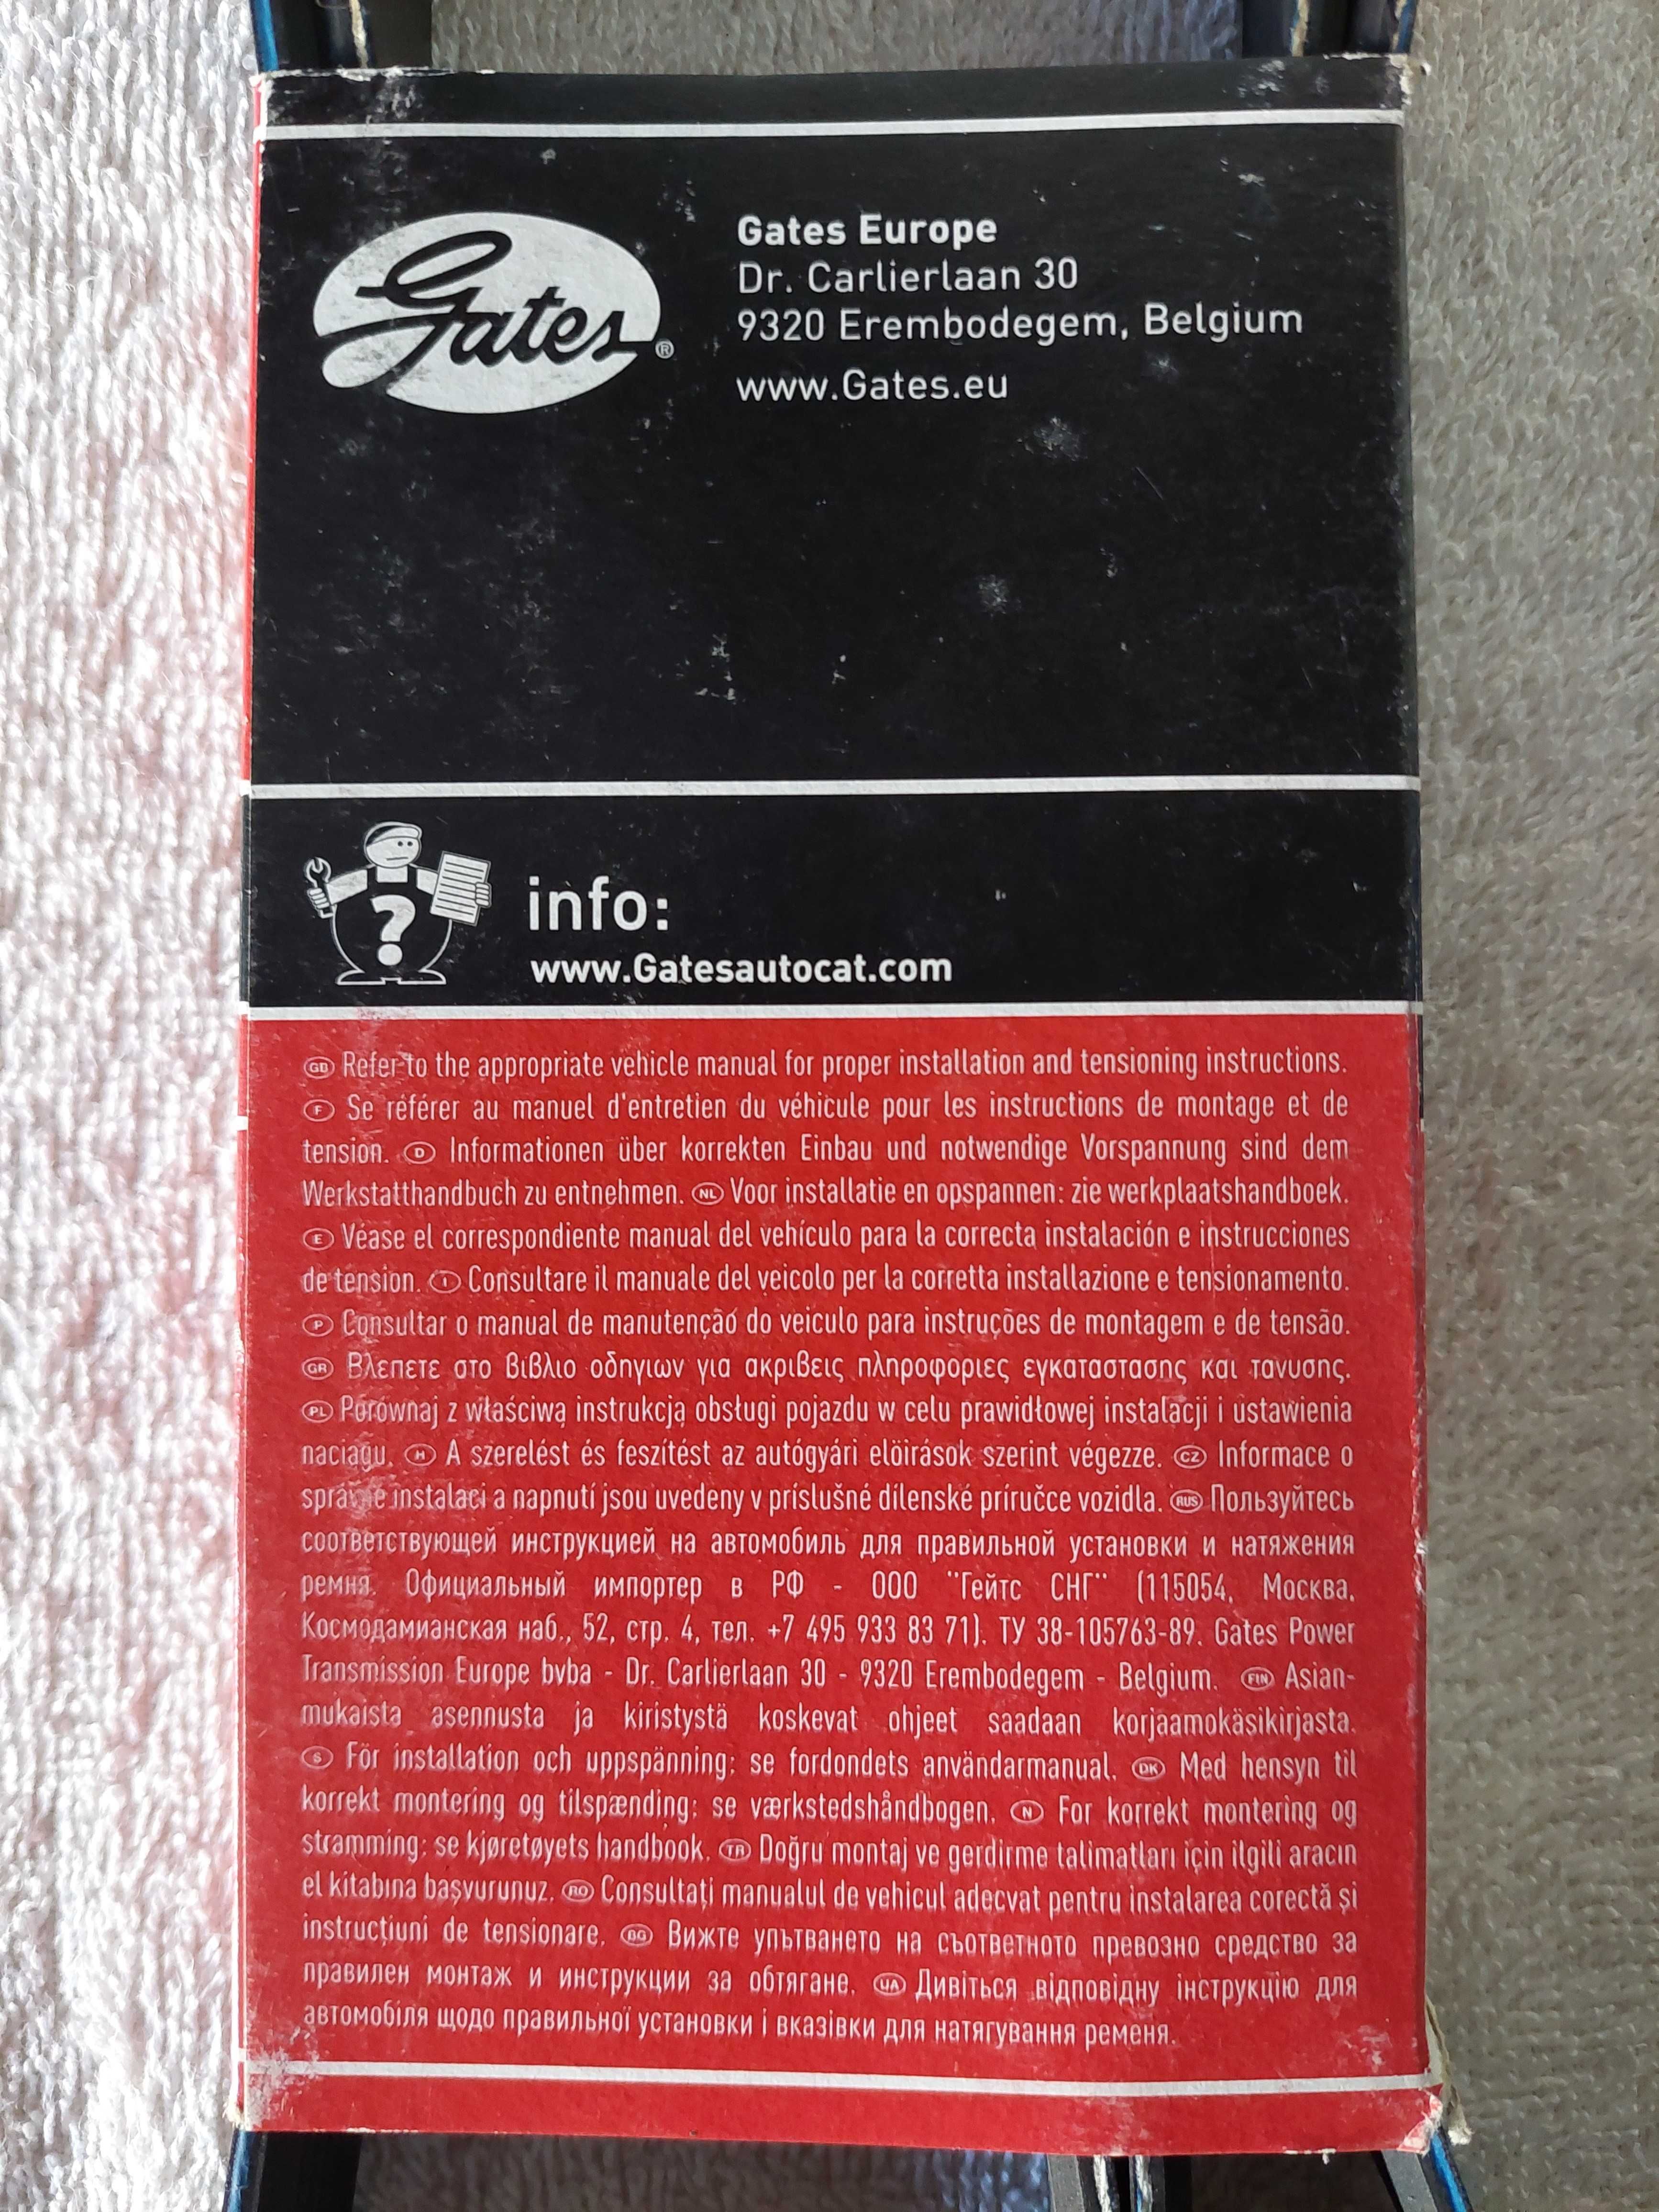 Gates®
Gates Europe
Dr. Carlierlaan 30
9320 Erembodegem, Belgium
www.Gates.eu
?
info:
www.Gatesautocat.com
GB Refer to the appropriate vehicle manual for proper installation and tensioning instructions.
F Se référer au manuel d'entretien du véhicule pour les instructions de montage et de
tension. D Informationen über korrekten Einbau und notwendige Vorspannung sind dem
Werkstatthandbuch zu entnehmen. NL Voor installatie en opspannen: zie werkplaatshandboek.
E Véase el correspondiente manual del vehículo para la correcta instalación e instrucciones
de tension. I Consultare il manuale del veicolo per la corretta installazione e tensionamento.
P Consultar o manual de manutenção do veiculo para instruções de montagem e de tensão.
GR Βλεπετε στο βιβλιο οδηγιων για ακριβεις πληροφοριες εγκαταστασης και τανυσης.
PL Porównaj z właściwą instrukcją obsługi pojazdu w celu prawidłowej instalacji i ustawienia
naciągu. H A szerelést és feszítést az autógyári elöirások szerint végezze. CZ Informace o
správné instalaci a napnutí jsou uvedeny v príslušné dílenské príručce vozidla. RUS Пользуйтесь
соответствующей инструкцией на автомобиль для правильной установки и натяжения
ремня. Официальный импортер в РФ - ООО "Гейтс СНГ" (115054, Москва,
Космодамианская наб., 52, стр. 4, тел. +7 495 933 83 71). ТУ 38-105763-89. Gates Power
Transmission Europe bvba - Dr. Carlierlaan 30 - 9320 Erembodegem - Belgium. FIN Asian-
mukaista asennusta ja kiristystä koskevat ohjeet saadaan korjaamokäsikirjasta.
S För installation och uppspänning: se fordondets användarmanual. DK Med hensyn til
korrekt montering og tilspænding: se værkstedshåndbogen. N For korrekt montering og
stramming: se kjøretøyets handbook. TR Doğru montaj ve gerdirme talimatları için ilgili aracın
el kitabına başvurunuz. RO Consultați manualul de vehicul adecvat pentru instalarea corectă și
instrucțiuni de tensionare. BG Вижте упътването на съответното превозно средство за
правилен монтаж и инструкции за обтягане. UA Дивіться відповідну інструкцію для
автомобіля щодо правильної установки і вказівки для натягування ременя.